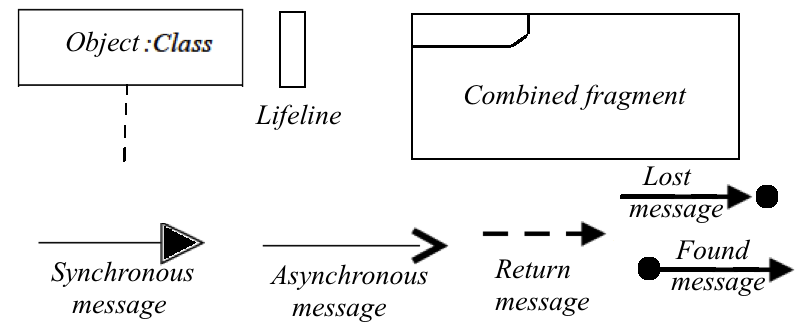 Object :Class
Lifeline
Combined fragment
Lost
message
Synchronous
message
Asynchronous
message
Return
message
Found
message